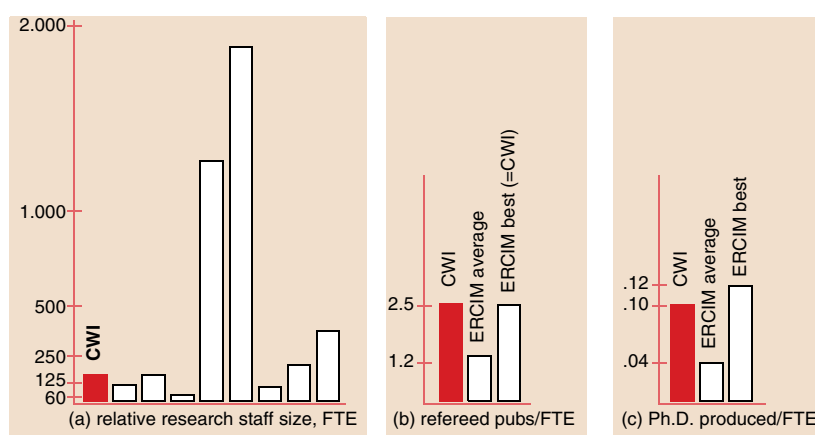 2.000
1.000
500
250
125
60
CWI
(a) relative research staff size, FTE
2.5
1.2
CWI
ERCIM average
ERCIM best (=CWI)
(b) refereed pubs/FTE
.12
.10
.04
CWI
ERCIM average
ERCIM best
(c) Ph.D. produced/FTE